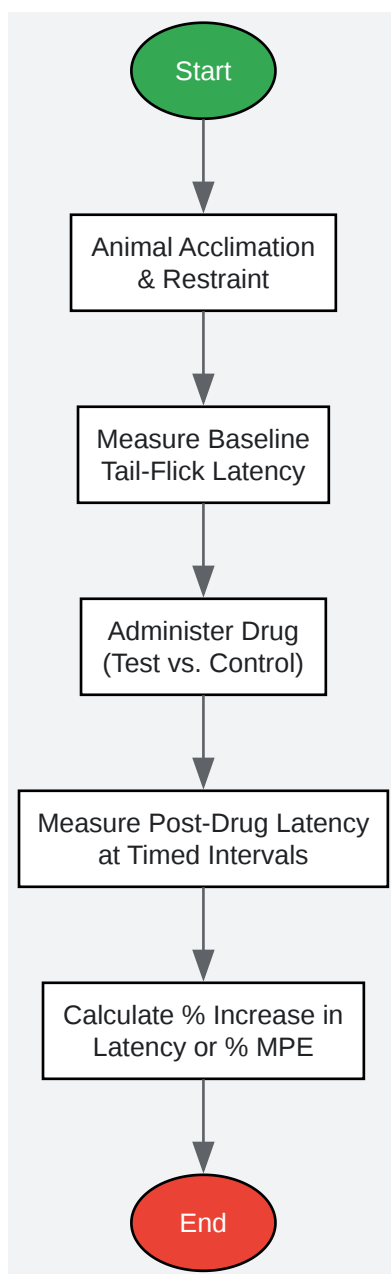 Start
Animal Acclimation
& Restraint
Measure Baseline
Tail-Flick Latency
Administer Drug
(Test vs. Control)
Measure Post-Drug Latency
at Timed Intervals
Calculate % Increase in
Latency or % MPE
End